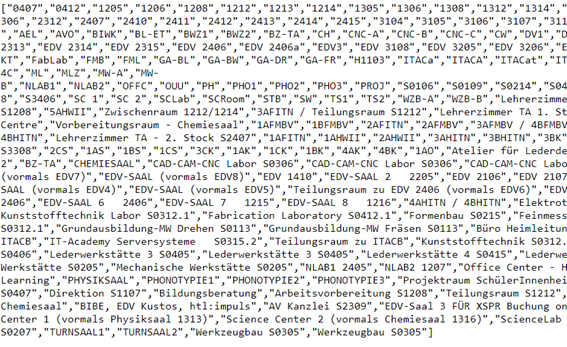 ["0407","0412","1205","1206","1208","1212","1213","1214","1305","1306","1308","1312","1314","
306","2312","2407","2410","2411","2412","2413","2414","2415","3104","3105","3106","3107","311
","AEL","AVO","BIWK","BL-ET","BWZ1","BWZ2","BZ-TA","CH","CNC-A","CNC-B","CNC-C","CW","DV1","D
2313","EDV 2314","EDV 2315","EDV 2406","EDV 2406a","EDV3","EDV 3108","EDV 3205","EDV 3206","E
KT","FabLab","FMB","FML","GA-BL","GA-BW","GA-DR","GA-FR","H1103","ITACa","ITACA","ITACat","IT
4C","ML","MLZ","MW-A","MW-
B","NLAB1","NLAB2","OFFC","OUU","PH","PHO1","PHO2","PHO3","PROJ","S0106","S0109","S0214","S04
08","S3406","SC 1","SC 2","SCLab","SCRoom","STB","SW","TS1","TS2","WZB-A","WZB-B","Lehrerzimme
S1208","5AHWII","Zwischenraum 1212/1214","3AFITN / Teilungsraum S1212","Lehrerzimmer TA 1. St
Centre","Vorbereitungsraum - Chemiesaal","1AFMBV","1BFMBV","2AFITN","2AFMBV","3AFMBV / 4BFMBV
4BHITN","Lehrerzimmer TA - 2. Stock S2407","1AFITN","1AHWII","2AHWII","3AHITN","3BHITN","3BK"
S3308","2CS","1AS","1BS","1CS","3CK","1AK","1CK","1BK","4AK","4BK","1AO","Atelier für Lederde
2","BZ-TA","CHEMIESAAL","CAD-CAM-CNC Labor S0306","CAD-CAM-CNC Labor S0306","CAD-CAM-CNC Labo
(vormals EDV7)","EDV-SAAL (vormals EDV8)","EDV 1410","EDV-SAAL 2   2205","EDV 2106","EDV 2107
SAAL (vormals EDV4)","EDV-SAAL (vormals EDV5)","Teilungsraum zu EDV 2406 (vormals EDV6)","EDV
2406","EDV-SAAL 6   2406","EDV-SAAL 7   1215","EDV-SAAL 8   1216","4AHITN / 4BHITN","Elektrot
Kunststofftechnik Labor S0312.1","Fabrication Laboratory S0412.1","Formenbau S0215","Feinmess
S0312.1","Grundausbildung-MW Drehen S0113","Grundausbildung-MW Fräsen S0113","Büro Heimleitun
ITACB","IT-Academy Serversysteme   S0315.2","Teilungsraum zu ITACB","Kunststofftechnik S0312.
S0406","Lederwerkstätte 3 S0405","Lederwerkstätte 3 S0405","Lederwerkstätte 4 S0415","Lederwe
Werkstätte S0205","Mechanische Werkstätte S0205","NLAB1 2405","NLAB2 1207","Office Center - H
Learning","PHYSIKSAAL","PHONOTYPIE1","PHONOTYPIE2","PHONOTYPIE3","Projektraum SchülerInnenhei
S0407","Direktion S1107","Bildungsberatung","Arbeitsvorbereitung S1208","Teilungsraum S1212",
Chemiesaal","BIBE, EDV Kustos, htl:impuls","AV Kanzlei S2309","EDV-Saal 3 FÜR XSPR Buchung on
Center 1 (vormals Physiksaal 1313)","Science Center 2 (vormals Chemiesaal 1316)","ScienceLab
S0207","TURNSAAL1","TURNSAAL2","Werkzeugbau S0305","Werkzeugbau S0305"]